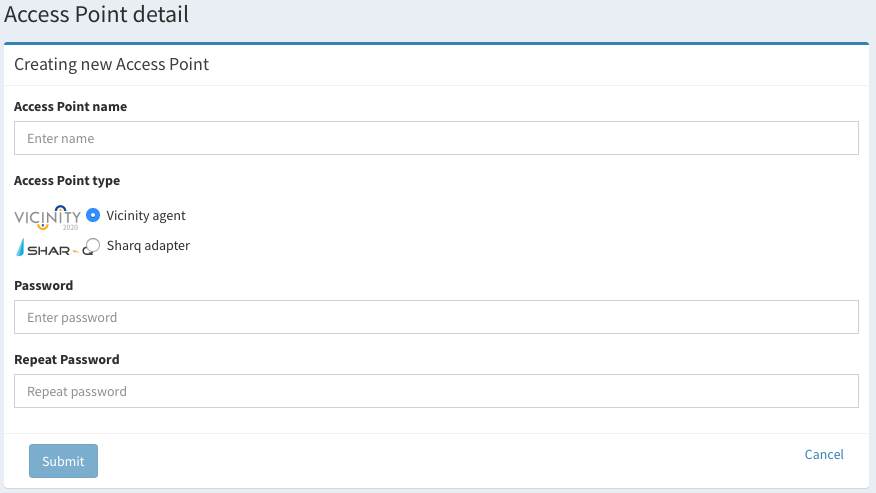 Access Point detail
Creating new Access Point
Access Point name
Enter name
Access Point type
VICINITY
2020
Vicinity agent
SHAR-Q
Sharq adapter
Password
Enter password
Repeat Password
Repeat password
Submit
Cancel